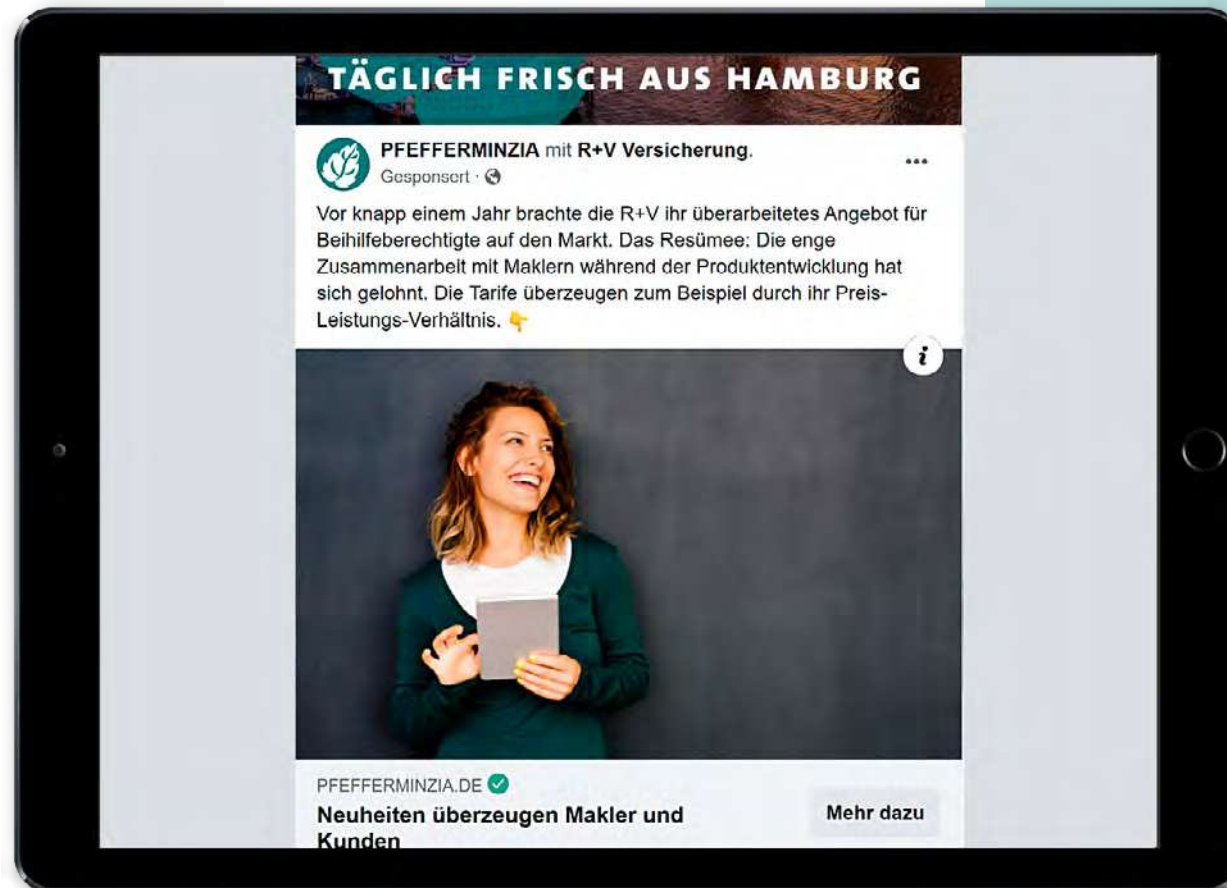 TÄGLICH FRISCH AUS HAMBURG
PFEFFERMINZIA mit R+V Versicherung.
Gesponsert ·
Vor knapp einem Jahr brachte die R+V ihr überarbeitetes Angebot für
Beihilfeberechtigte auf den Markt. Das Resümee: Die enge
Zusammenarbeit mit Maklern während der Produktentwicklung hat
sich gelohnt. Die Tarife überzeugen zum Beispiel durch ihr Preis-
Leistungs-Verhältnis. 👇
i
PFEFFERMINZIA.DE
Neuheiten überzeugen Makler und
Kunden
Mehr dazu